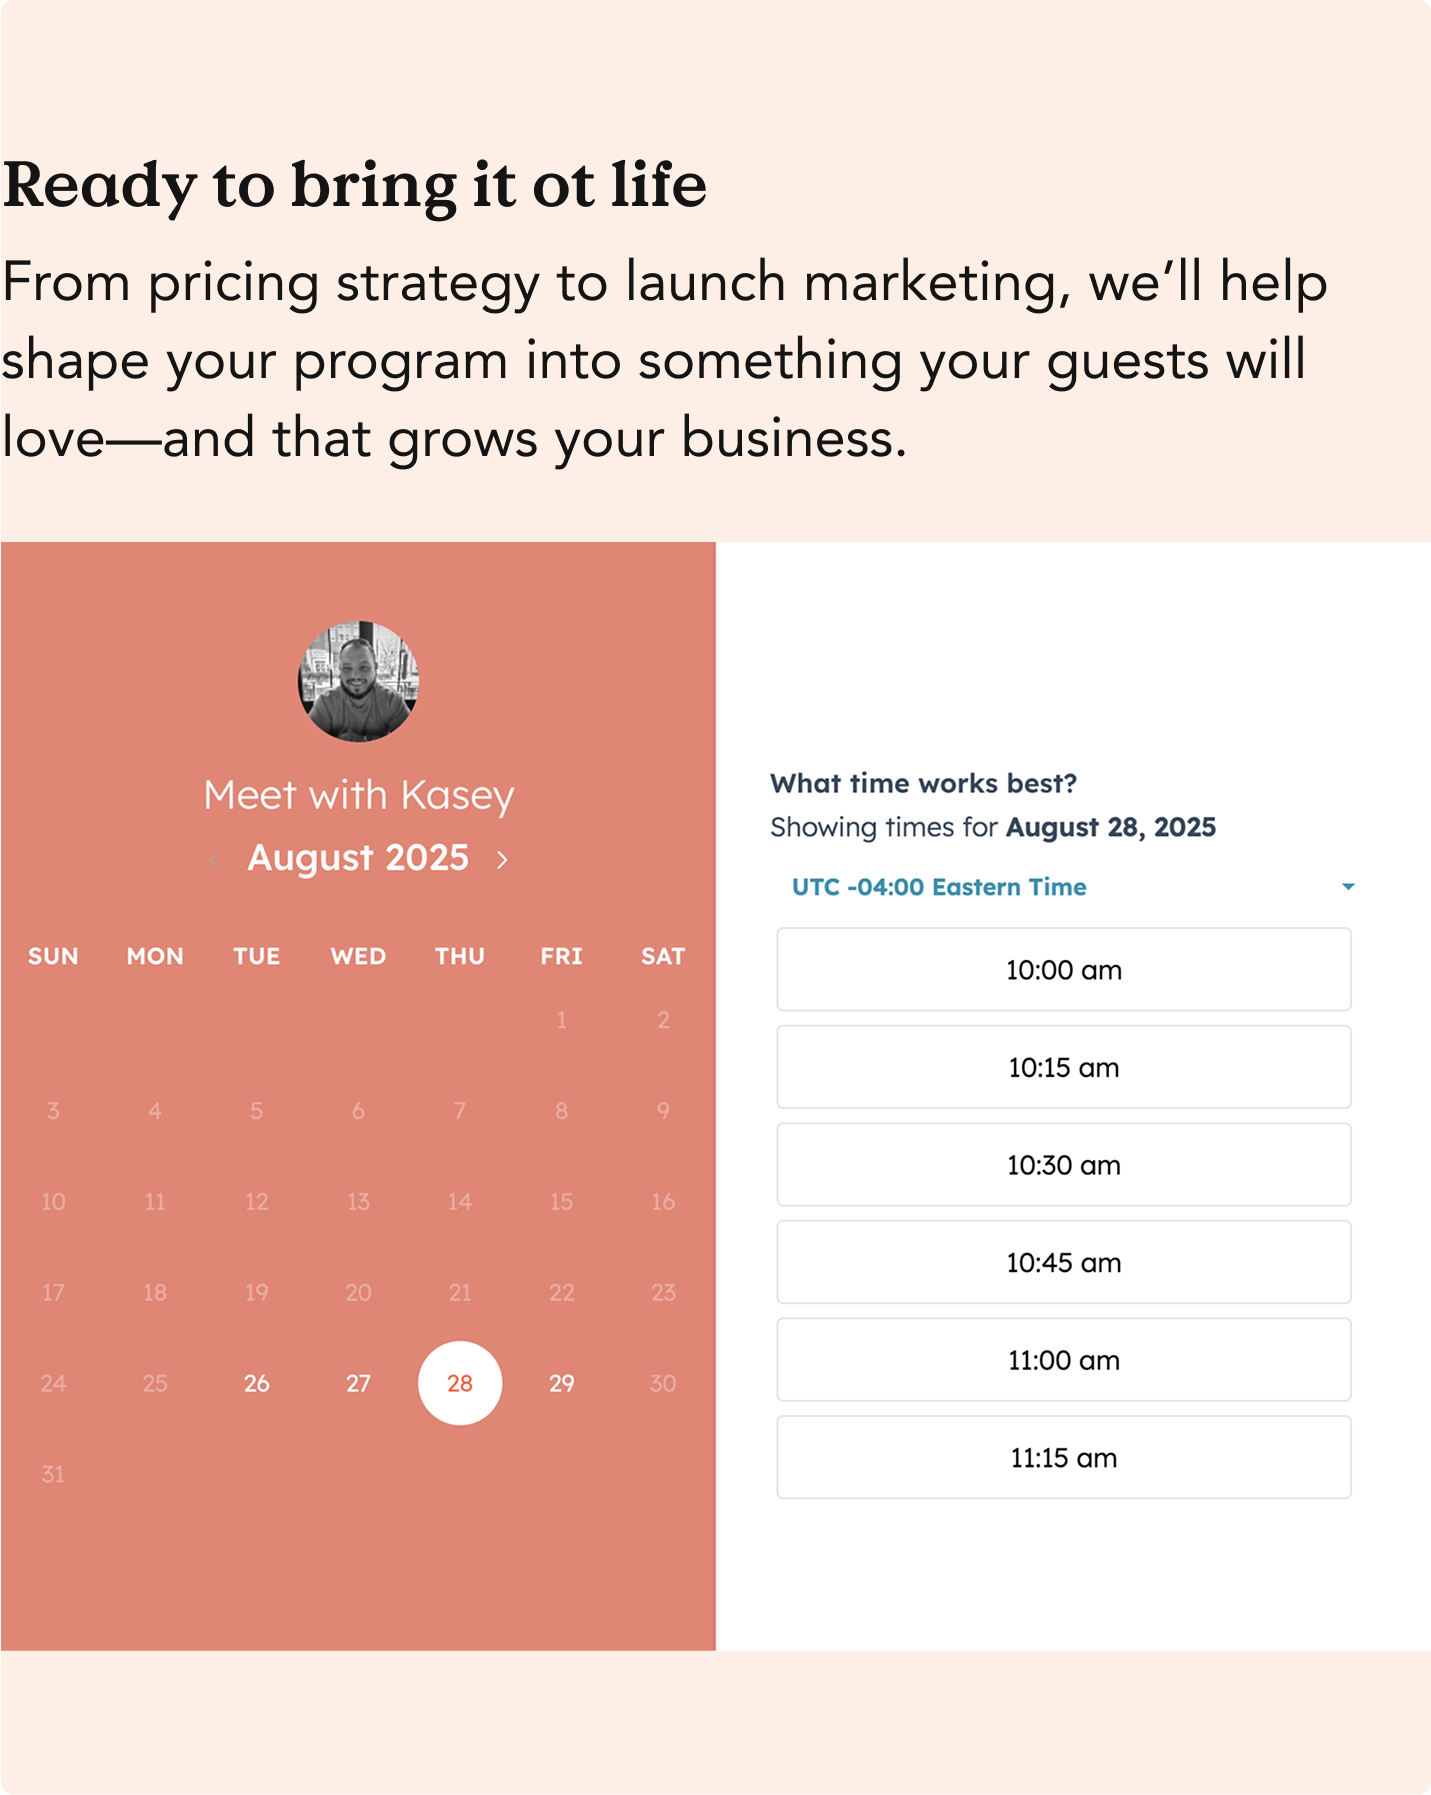 Ready to bring it ot life
From pricing strategy to launch marketing, we’ll help
shape your program into something your guests will
love—and that grows your business.
Meet with Kasey
August 2025
SUN MON TUE WED THU FRI SAT
1 2
3 4 5 6 7 8 9
10 11 12 13 14 15 16
17 18 19 20 21 22 23
24 25 26 27 28 29 30
31
What time works best?
Showing times for August 28, 2025
UTC -04:00 Eastern Time
10:00 am
10:15 am
10:30 am
10:45 am
11:00 am
11:15 am